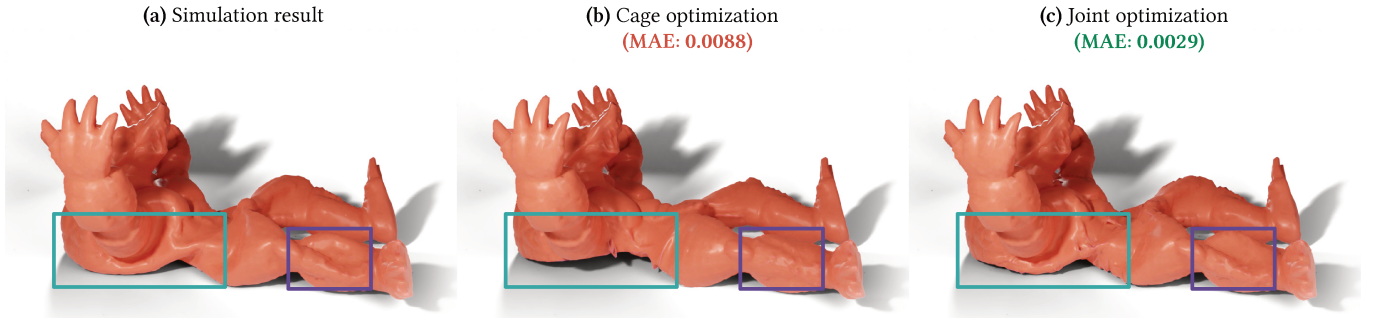 (a) Simulation result
(b) Cage optimization
(MAE: 0.0088)
(c) Joint optimization
(MAE: 0.0029)